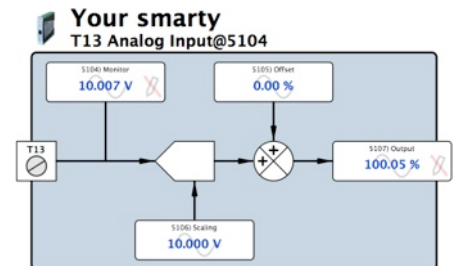 Your smarty
T13 Analog Input@5104
5104) Monitor
10.007 V
5105) Offset
0.00 %
T13
5107) Output
100.05 %
5106) Scaling
10.000 V